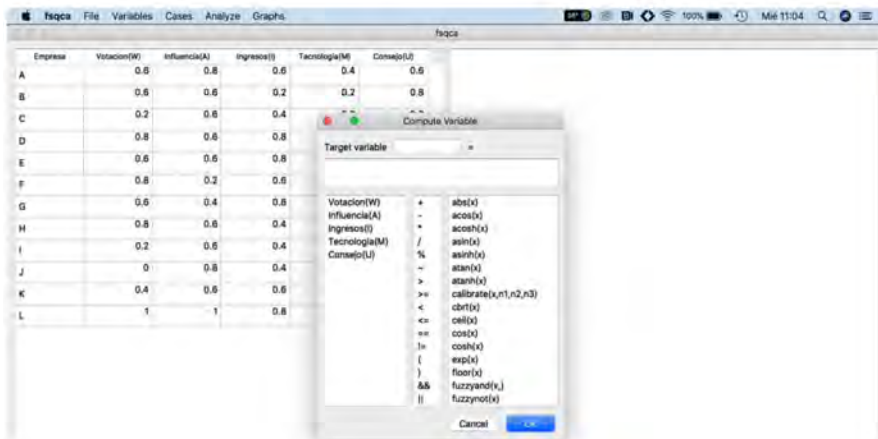 fsqca File Variables Cases Analyze Graphs 100% Mié 11:04
fsqca
Empresa Votacion(W) Influencia(A) Ingresos(I) Tecnologia(M) Consejo(U)
A 0.6 0.8 0.6 0.4 0.6
B 0.6 0.6 0.2 0.2 0.8
C 0.2 0.6 0.4
D 0.8 0.6 0.8
E 0.6 0.6 0.8
F 0.8 0.2 0.6
G 0.6 0.4 0.8
H 0.8 0.6 0.4
I 0.2 0.6 0.4
J 0 0.8 0.4
K 0.4 0.6 0.6
L 1 1 0.8
Compute Variable
Target variable =
Votacion(W) + abs(x)
Influencia(A) - acos(x)
Ingresos(I) * acosh(x)
Tecnologia(M) / asin(x)
Consejo(U) % asinh(x)
~ atan(x)
> atanh(x)
>= calibrate(x,n1,n2,n3)
< cbrt(x)
<= ceil(x)
== cos(x)
!= cosh(x)
( exp(x)
) floor(x)
&& fuzzyand(x,)
|| fuzzynot(x)
Cancel OK